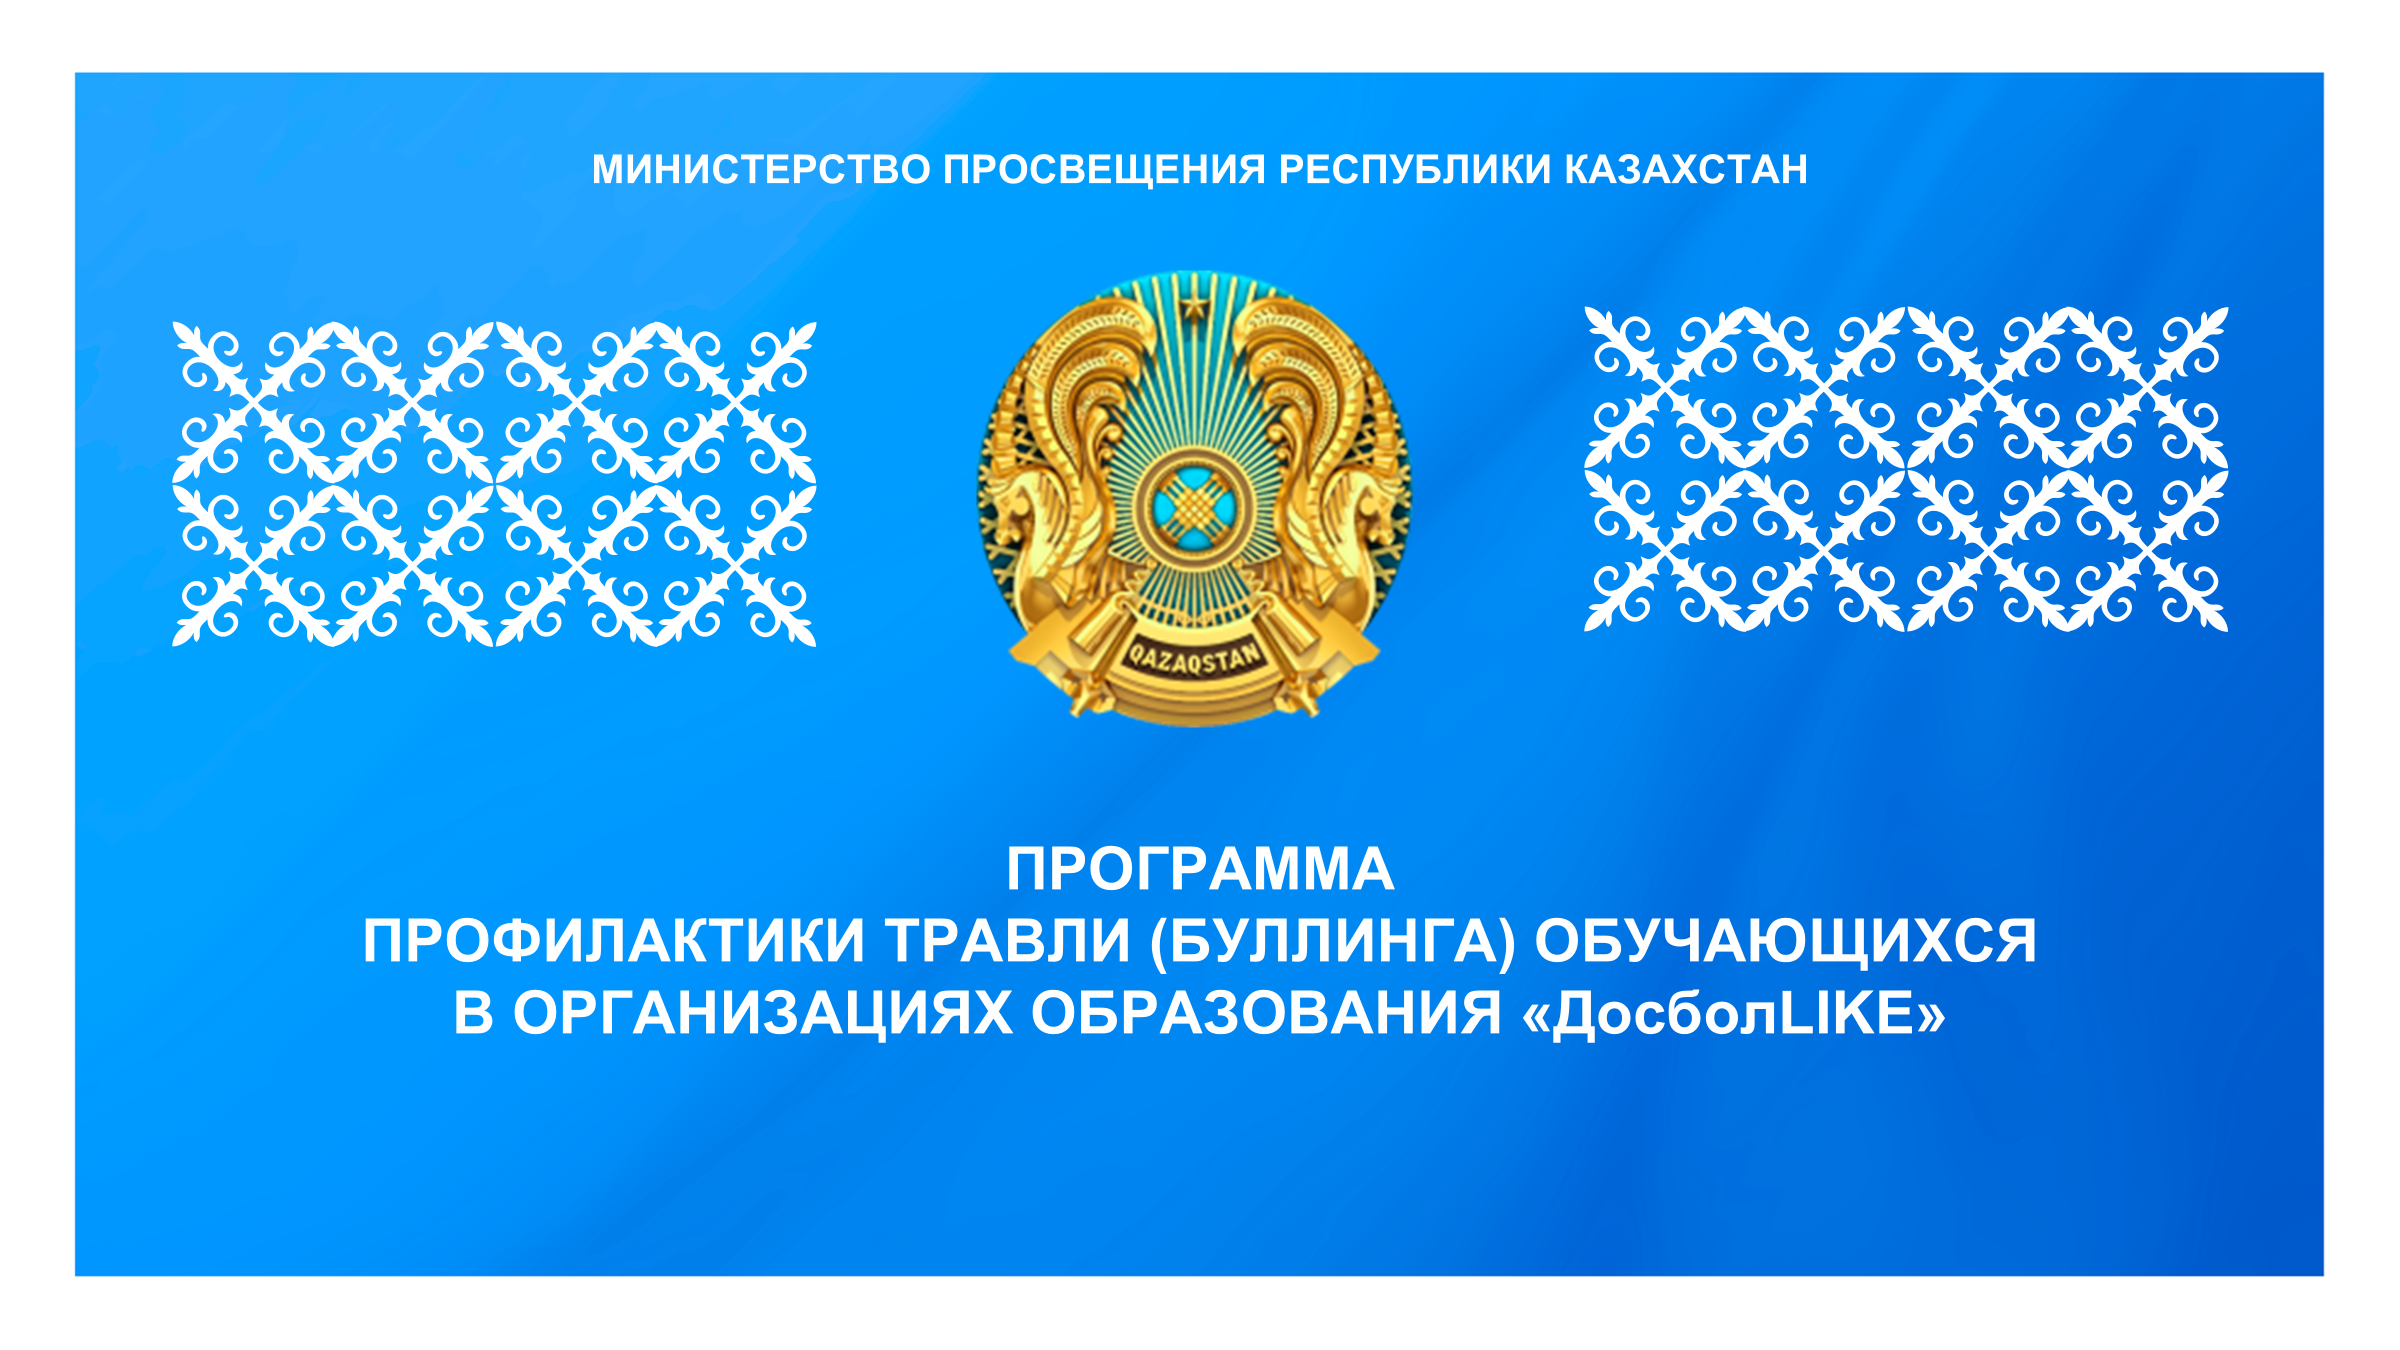 МИНИСТЕРСТВО ПРОСВЕЩЕНИЯ РЕСПУБЛИКИ КАЗАХСТАН
QAZAQSTAN
ПРОГРАММА
ПРОФИЛАКТИКИ ТРАВЛИ (БУЛЛИНГА) ОБУЧАЮЩИХСЯ
В ОРГАНИЗАЦИЯХ ОБРАЗОВАНИЯ «ДосболLIKE»